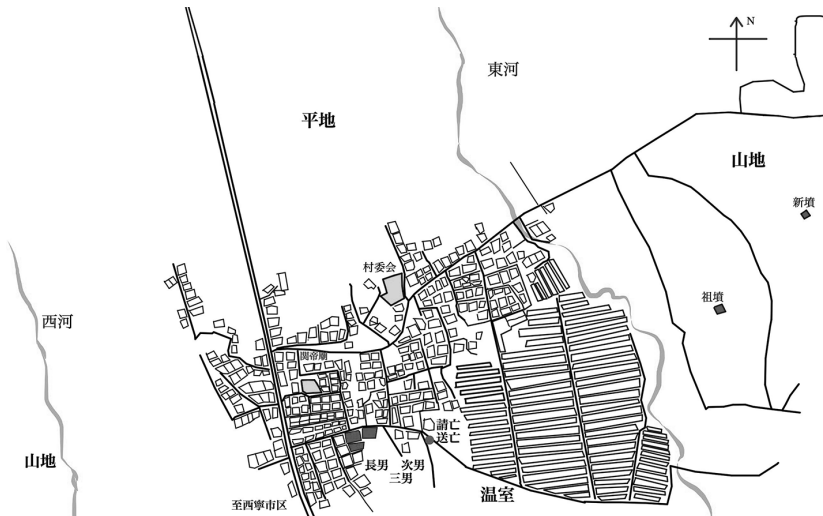 N
東河
平地
山地
新墳
村委会
祖墳
西河
関帝廟
請亡
送亡
山地
長男
次男
三男
温室
至西寧市区